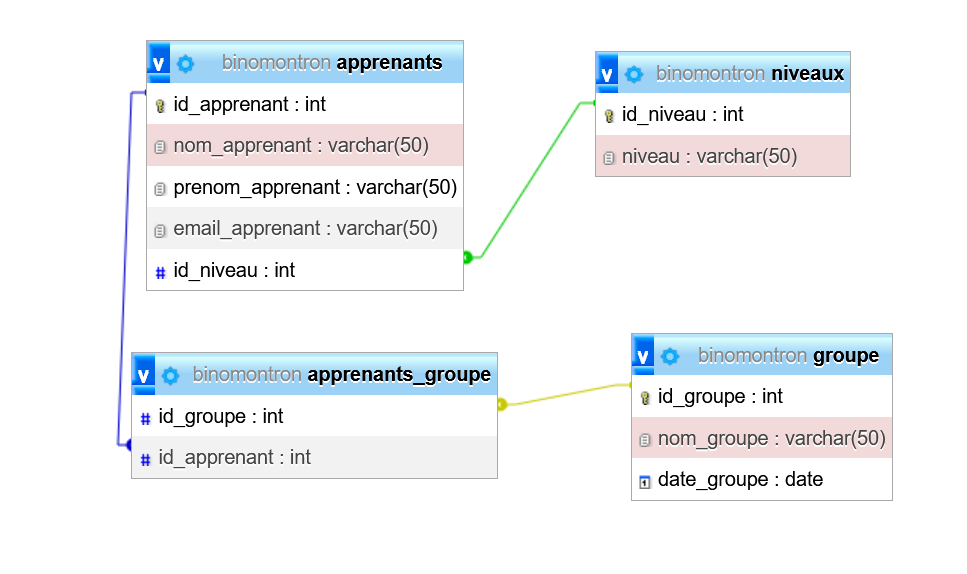 v binomontron apprenants
id_apprenant : int
nom_apprenant : varchar(50)
prenom_apprenant : varchar(50)
email_apprenant : varchar(50)
# id_niveau : int
v binomontron niveaux
id_niveau : int
niveau : varchar(50)
v binomontron apprenants_groupe
# id_groupe : int
# id_apprenant : int
v binomontron groupe
id_groupe : int
nom_groupe : varchar(50)
1 date_groupe : date